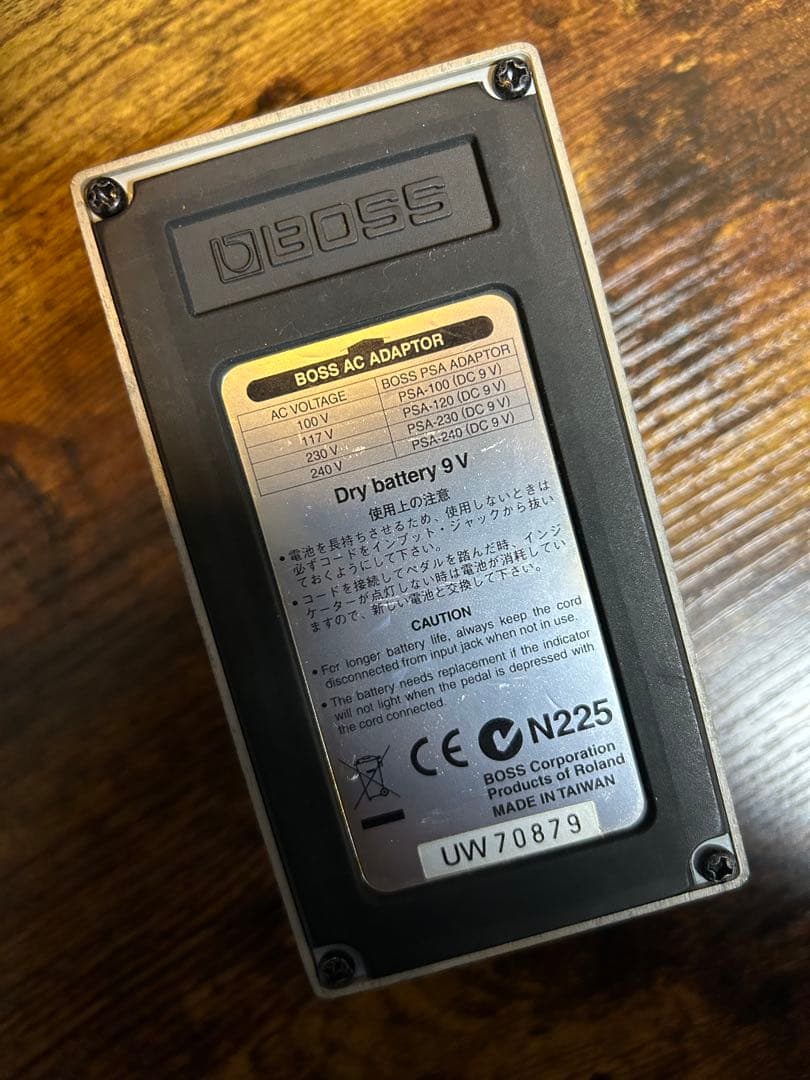 BOSS
BOSS AC ADAPTOR
AC VOLTAGE BOSS PSA ADAPTOR
100 V PSA-100 (DC 9 V)
117 V PSA-120 (DC 9 V)
230 V PSA-230 (DC 9 V)
240 V PSA-240 (DC 9 V)
Dry battery 9 V
使用上の注意
• 電池を長持ちさせるため、使用しないときは
必ずコードをインプット・ジャックから抜い
ておくようにして下さい。
• コードを接続してペダルを踏んだ時、インジ
ケーターが点灯しない時は電池が消耗してい
ますので、新しい電池と交換して下さい。
CAUTION
• For longer battery life, always keep the cord
disconnected from input jack when not in use.
• The battery needs replacement if the indicator
will not light when the pedal is depressed with
the cord connected.
CE N225
BOSS Corporation
Products of Roland
MADE IN TAIWAN
UW70879